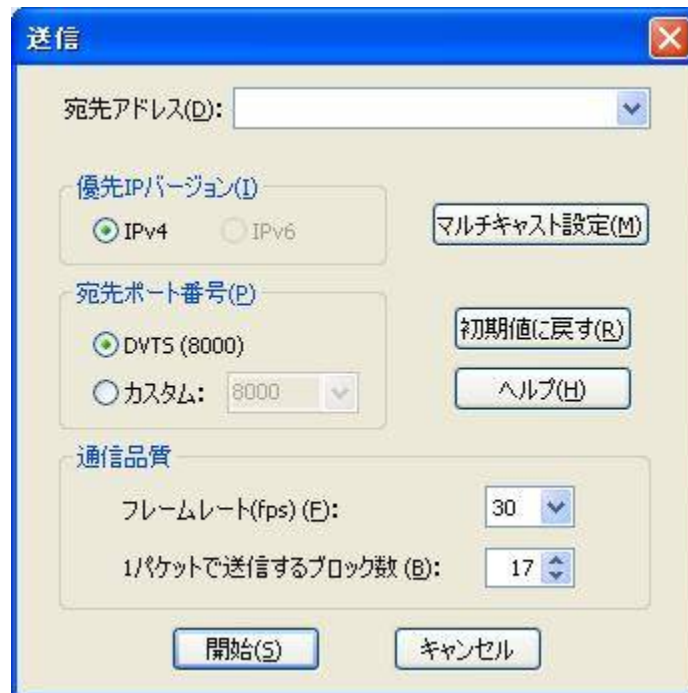 送信
宛先アドレス(D):
優先IPバージョン(I)
IPv4 IPv6
マルチキャスト設定(M)
宛先ポート番号(P)
DVTS (8000)
カスタム: 8000
初期値に戻す(R)
ヘルプ(H)
通信品質
フレームレート(fps) (F): 30
1パケットで送信するブロック数 (B): 17
開始(S) キャンセル